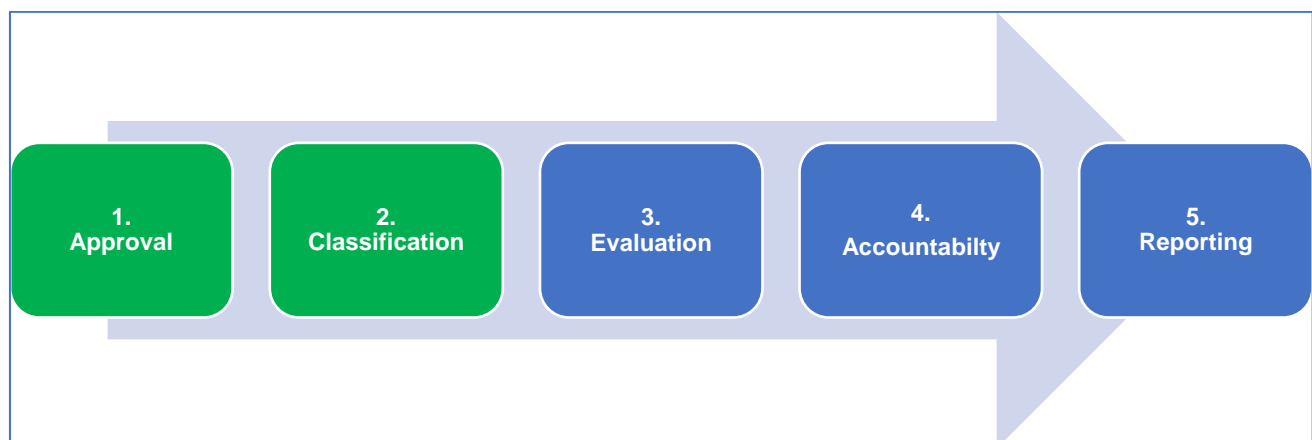 1.
Approval
2.
Classification
3.
Evaluation
4.
Accountabilty
5.
Reporting